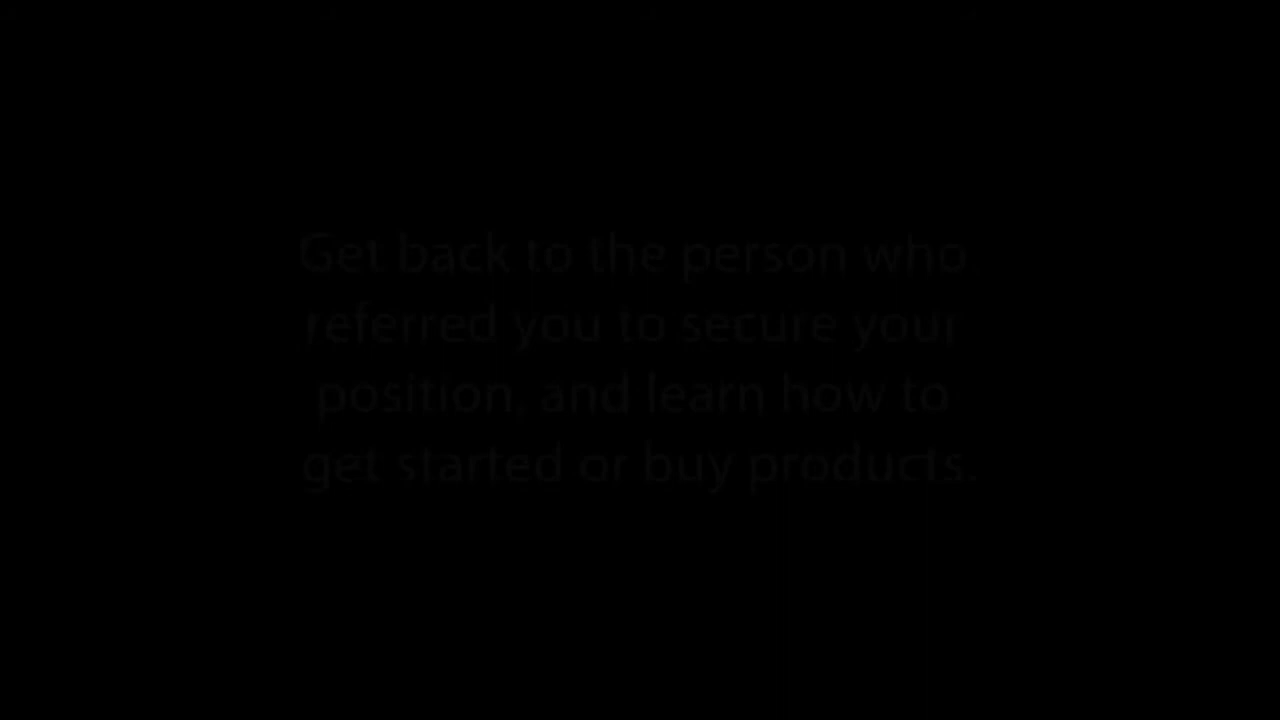 Get back to the person who
referred you to secure your
position, and learn how to
get started or buy products.